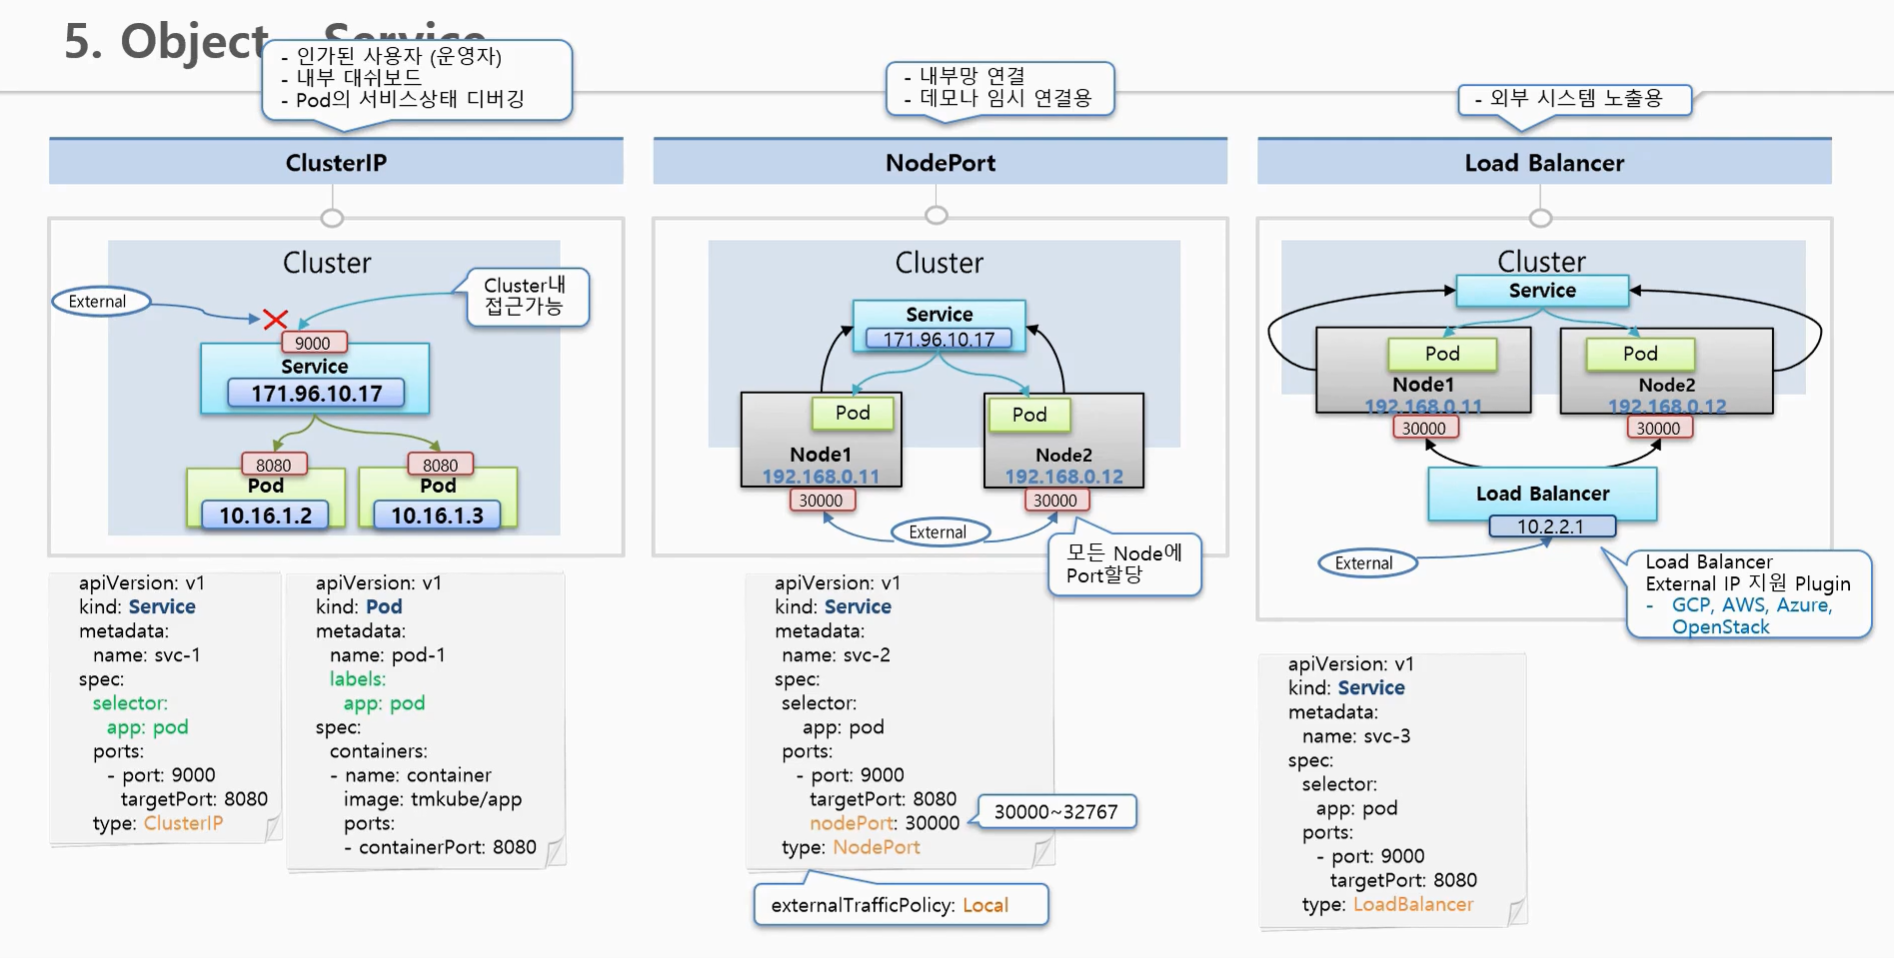 5. Object - Service
- 인가된 사용자 (운영자)
- 내부 대쉬보드
- Pod의 서비스상태 디버깅
- 내부망 연결
- 데모나 임시 연결용
- 외부 시스템 노출용
ClusterIP
NodePort
Load Balancer
Cluster
External
Cluster내
접근가능
9000
Service
171.96.10.17
8080
8080
Pod
Pod
10.16.1.2
10.16.1.3
apiVersion: v1
kind: Service
metadata:
name: svc-1
spec:
selector:
app: pod
ports:
- port: 9000
targetPort: 8080
type: ClusterIP
apiVersion: v1
kind: Pod
metadata:
name: pod-1
labels:
app: pod
spec:
containers:
- name: container
image: tmkube/app
ports:
- containerPort: 8080
Cluster
Service
171.96.10.17
Pod
Pod
Node1
Node2
192.168.0.11
192.168.0.12
30000
30000
External
모든 Node에
Port할당
apiVersion: v1
kind: Service
metadata:
name: svc-2
spec:
selector:
app: pod
ports:
- port: 9000
targetPort: 8080
nodePort: 30000
30000~32767
type: NodePort
externalTrafficPolicy: Local
Cluster
Service
Pod
Pod
Node1
Node2
192.168.0.11
192.168.0.12
30000
30000
Load Balancer
10.2.2.1
External
Load Balancer
External IP 지원 Plugin
- GCP, AWS, Azure,
OpenStack
apiVersion: v1
kind: Service
metadata:
name: svc-3
spec:
selector:
app: pod
ports:
- port: 9000
targetPort: 8080
type: LoadBalancer